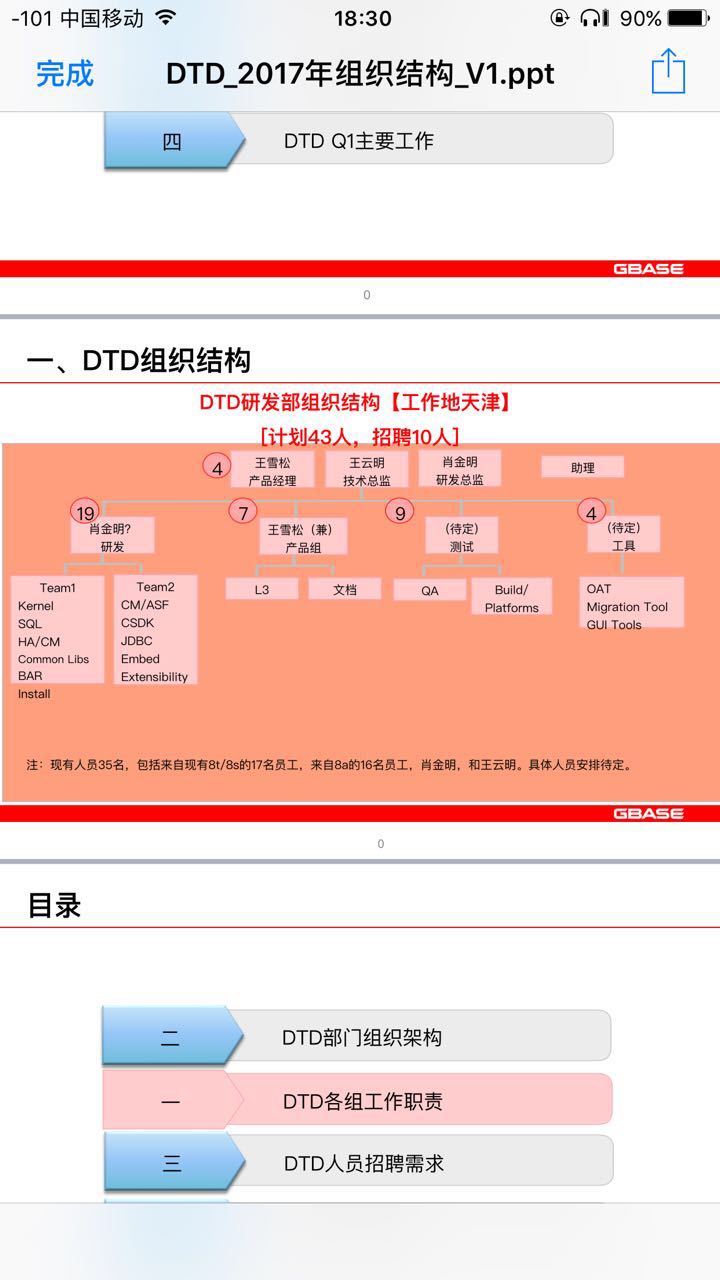 -101 中国移动 18:30 90%
完成 DTD_2017年组织结构_V1.ppt
四 DTD Q1主要工作
GBASE
0
一、DTD组织结构
DTD研发部组织结构【工作地天津】
[计划43人，招聘10人]
4
王雪松
产品经理
王云明
技术总监
肖金明
研发总监
助理
19
肖金明?
研发
7
王雪松（兼）
产品组
9
(待定)
测试
4
(待定)
工具
Team1
Kernel
SQL
HA/CM
Common Libs
BAR
Install
Team2
CM/ASF
CSDK
JDBC
Embed
Extensibility
L3
文档
QA
Build/
Platforms
OAT
Migration Tool
GUI Tools
注：现有人员35名，包括来自现有8t/8s的17名员工，来自8a的16名员工，肖金明，和王云明。具体人员安排待定。
GBASE
0
目录
二 DTD部门组织架构
一 DTD各组工作职责
三 DTD人员招聘需求